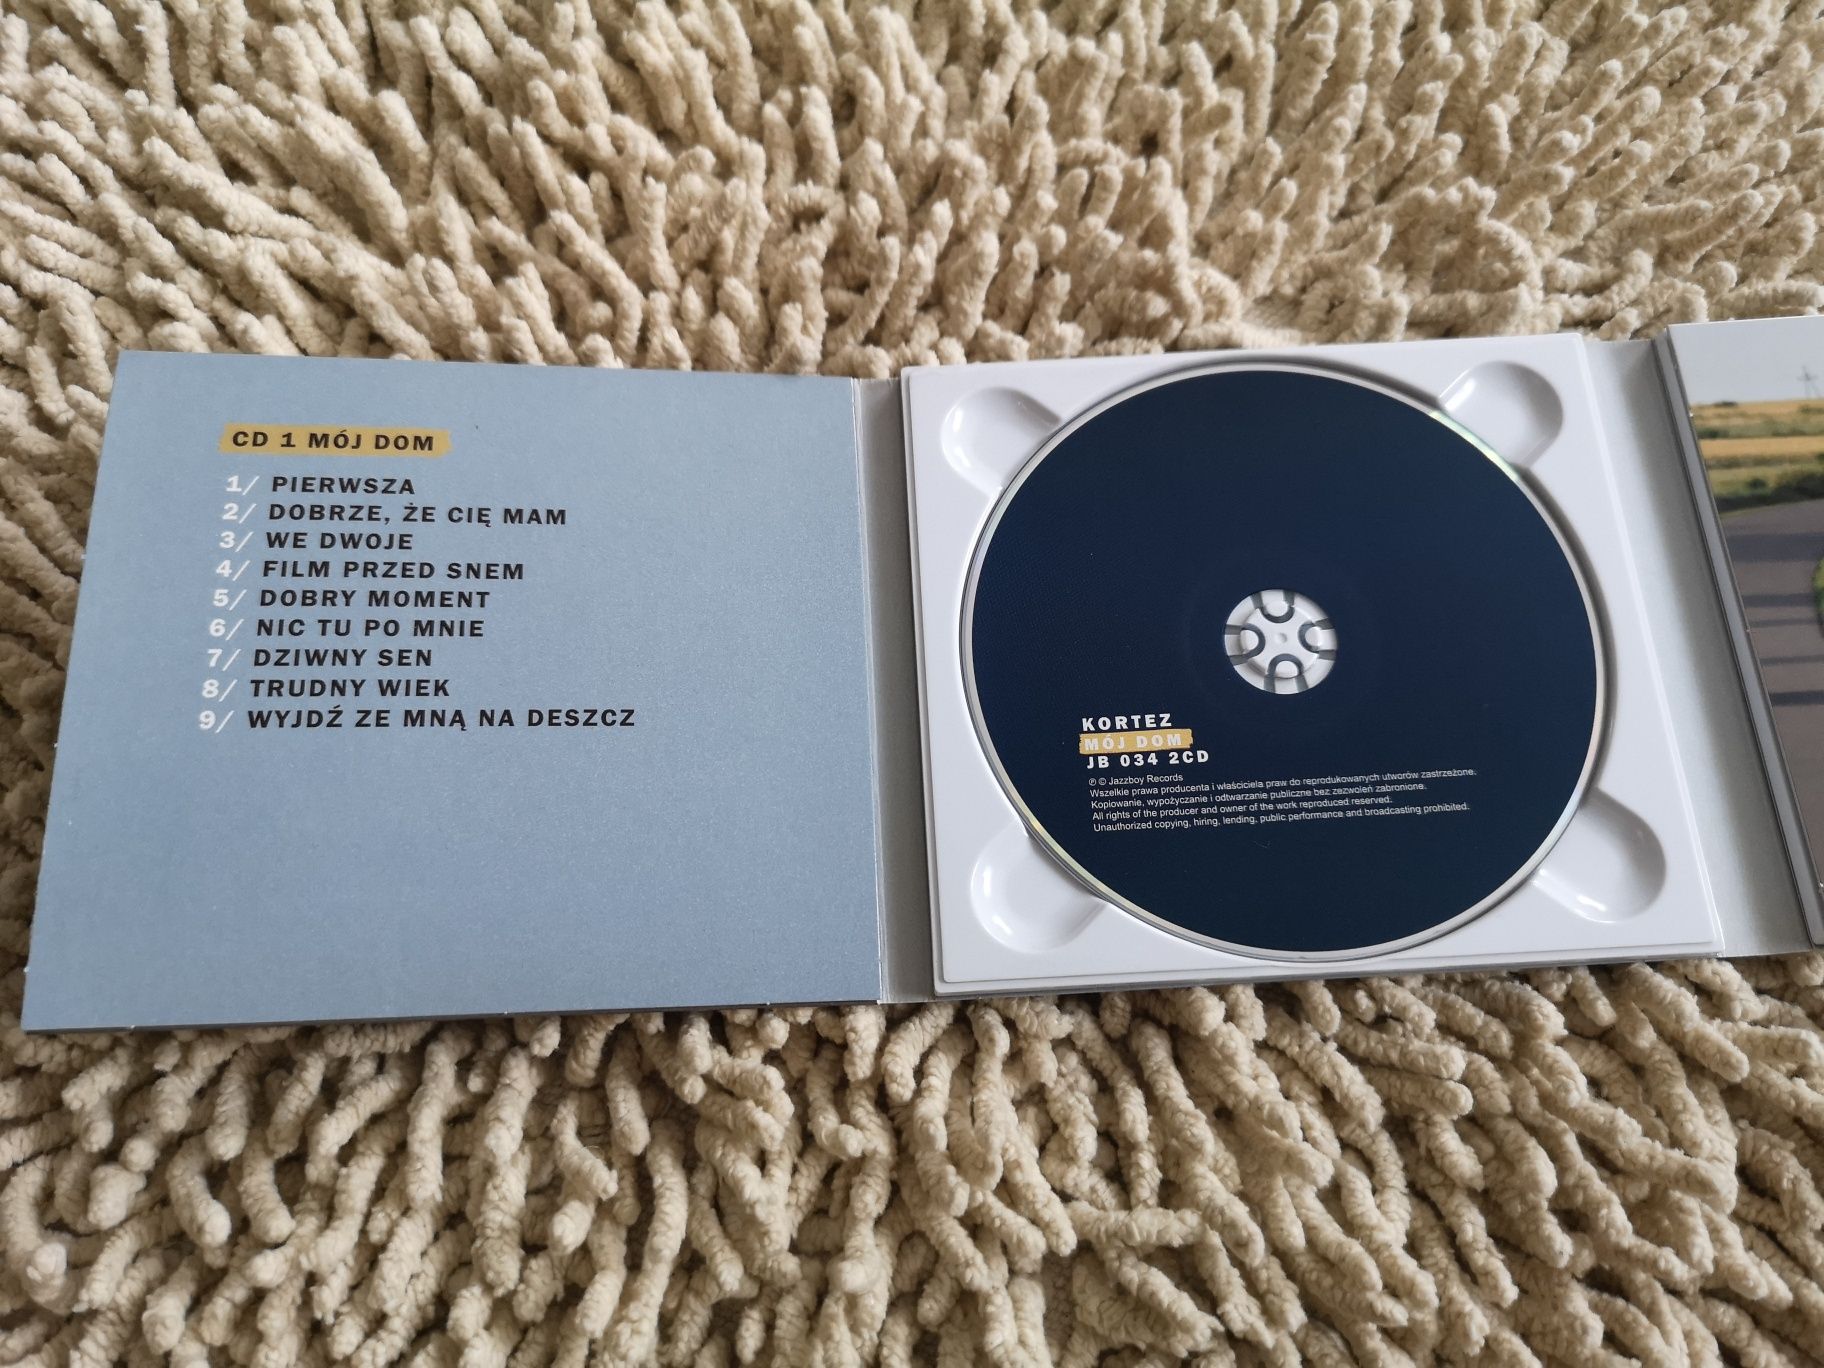 CD 1 MÓJ DOM
1/ PIERWSZA
2/ DOBRZE, ŻE CIĘ MAM
3/ WE DWOJE
4/ FILM PRZED SNEM
5/ DOBRY MOMENT
6/ NIC TU PO MNIE
7/ DZIWNY SEN
8/ TRUDNY WIEK
9/ WYJDŹ ZE MNĄ NA DESZCZ
KORTEZ
MÓJ DOM
JB 034 2CD
℗ © Jazzboy Records
Wszelkie prawa producenta i właściciela praw do reprodukowanych utworów zastrzeżone.
Kopiowanie, wypożyczanie i odtwarzanie publiczne bez zezwoleń zabronione.
All rights of the producer and owner of the work reproduced reserved.
Unauthorized copying, hiring, lending, public performance and broadcasting prohibited.